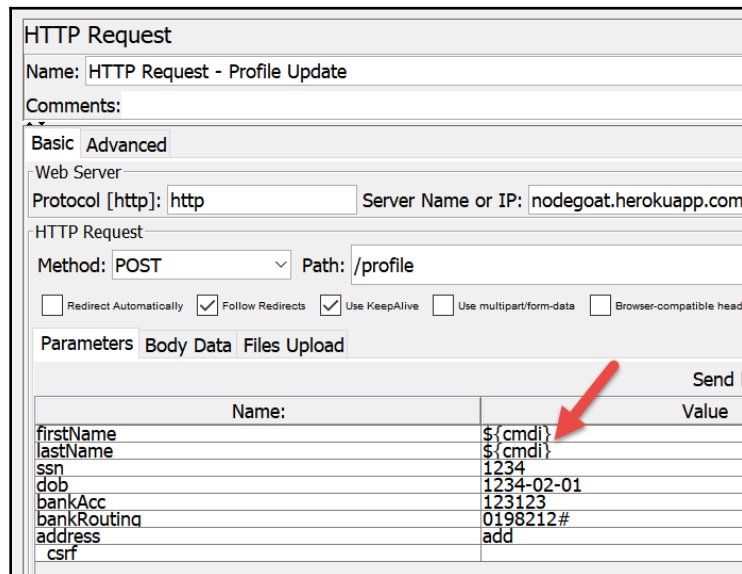 HTTP Request
Name: HTTP Request - Profile Update
Comments:
Basic Advanced
Web Server
Protocol [http]: http Server Name or IP: nodegoat.herokuapp.com
HTTP Request
Method: POST Path: /profile
Redirect Automatically Follow Redirects Use KeepAlive Use multipart/form-data Browser-compatible head
Parameters Body Data Files Upload
Send
Name: Value
firstName ${cmdi}
lastName ${cmdi}
ssn 1234
dob 1234-02-01
bankAcc 123123
bankRouting 0198212#
address add
csrf